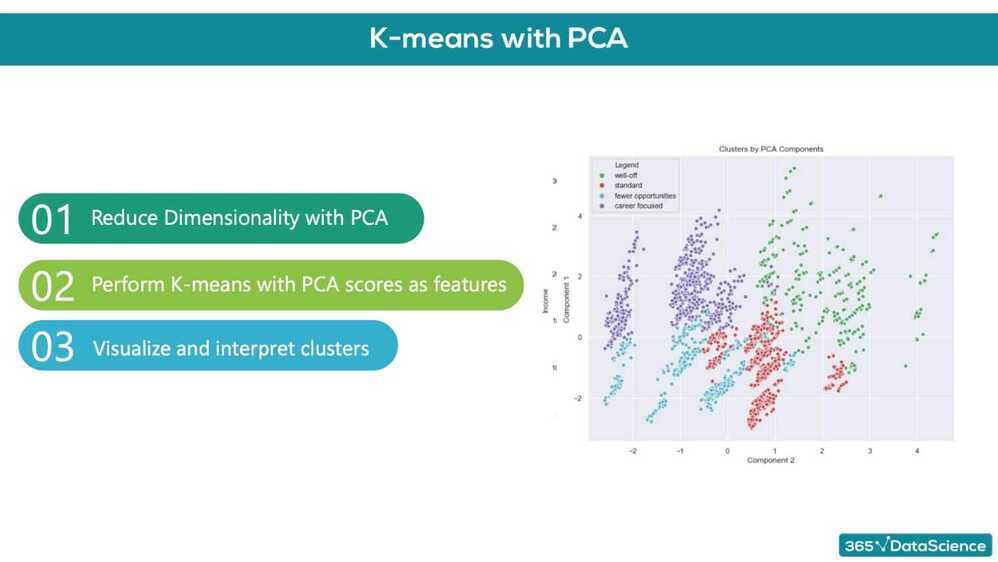 K-means with PCA
01 Reduce Dimensionality with PCA
02 Perform K-means with PCA scores as features
03 Visualize and interpret clusters
Clusters by PCA Components
Legend
well-off
standard
fewer opportunities
career focused
3
2
2
1
Income
Component 1
4
2
0
−2
−2 −1 0 1 2 3 4
Component 2
365 DataScience